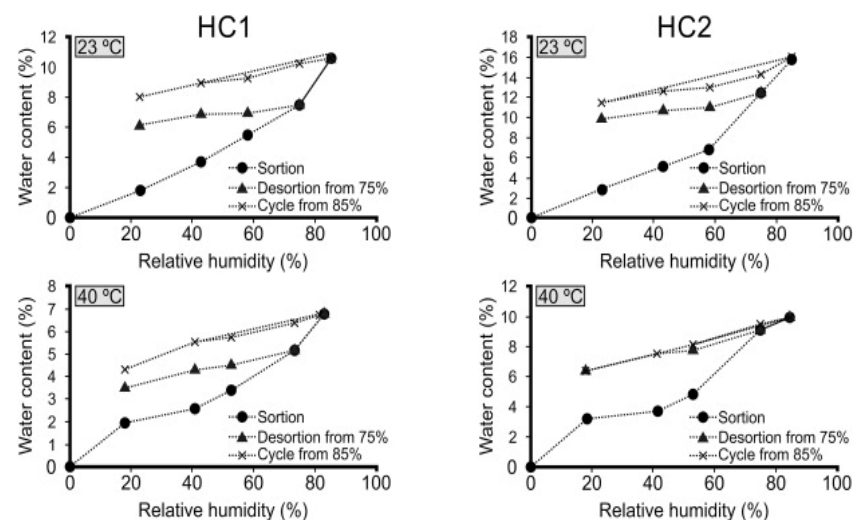 HC1
23 ºC
Water content (%)
12
10
8
6
4
2
0
0 20 40 60 80 100
Relative humidity (%)
Sortion
Desortion from 75%
Cycle from 85%
HC2
23 ºC
Water content (%)
18
16
14
12
10
8
6
4
2
0
0 20 40 60 80 100
Relative humidity (%)
Sortion
Desortion from 75%
Cycle from 85%
40 ºC
Water content (%)
8
7
6
5
4
3
2
1
0
0 20 40 60 80 100
Relative humidity (%)
Sortion
Desortion from 75%
Cycle from 85%
40 ºC
Water content (%)
12
10
8
6
4
2
0
0 20 40 60 80 100
Relative humidity (%)
Sortion
Desortion from 75%
Cycle from 85%